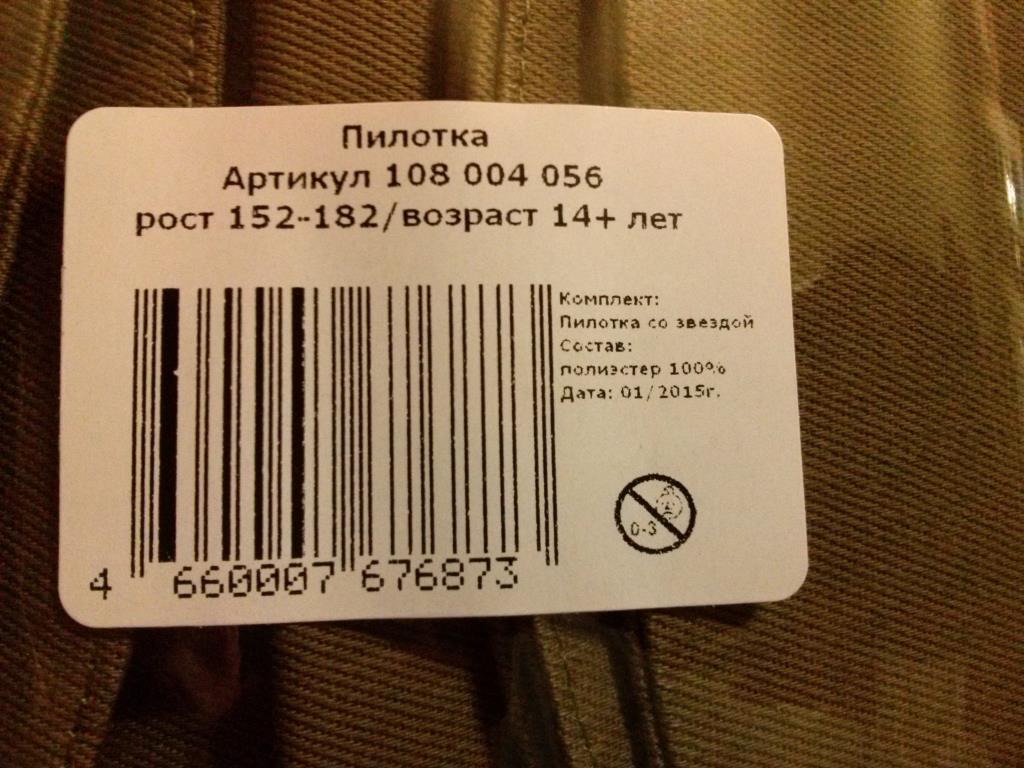 Пилотка
Артикул 108 004 056
рост 152-182/возраст 14+ лет
Комплект:
Пилотка со звездой
Состав:
полиэстер 100%
Дата: 01/2015г.
0-3
4 660007 676873